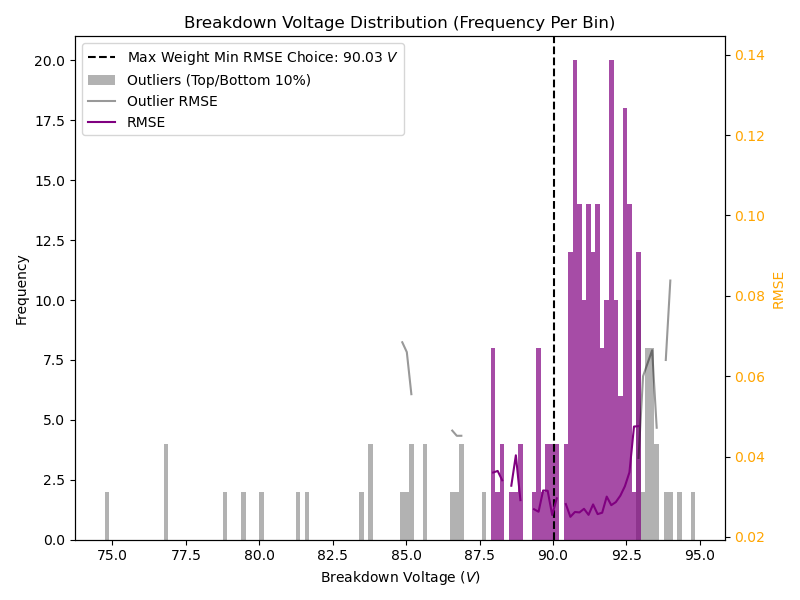 Breakdown Voltage Distribution (Frequency Per Bin)
Max Weight Min RMSE Choice: 90.03 V
Outliers (Top/Bottom 10%)
Outlier RMSE
RMSE
Frequency
20.0
17.5
15.0
12.5
10.0
7.5
5.0
2.5
0.0
75.0 77.5 80.0 82.5 85.0 87.5 90.0 92.5 95.0
Breakdown Voltage (V)
0.14
0.12
0.10
0.08
0.06
0.04
0.02
RMSE